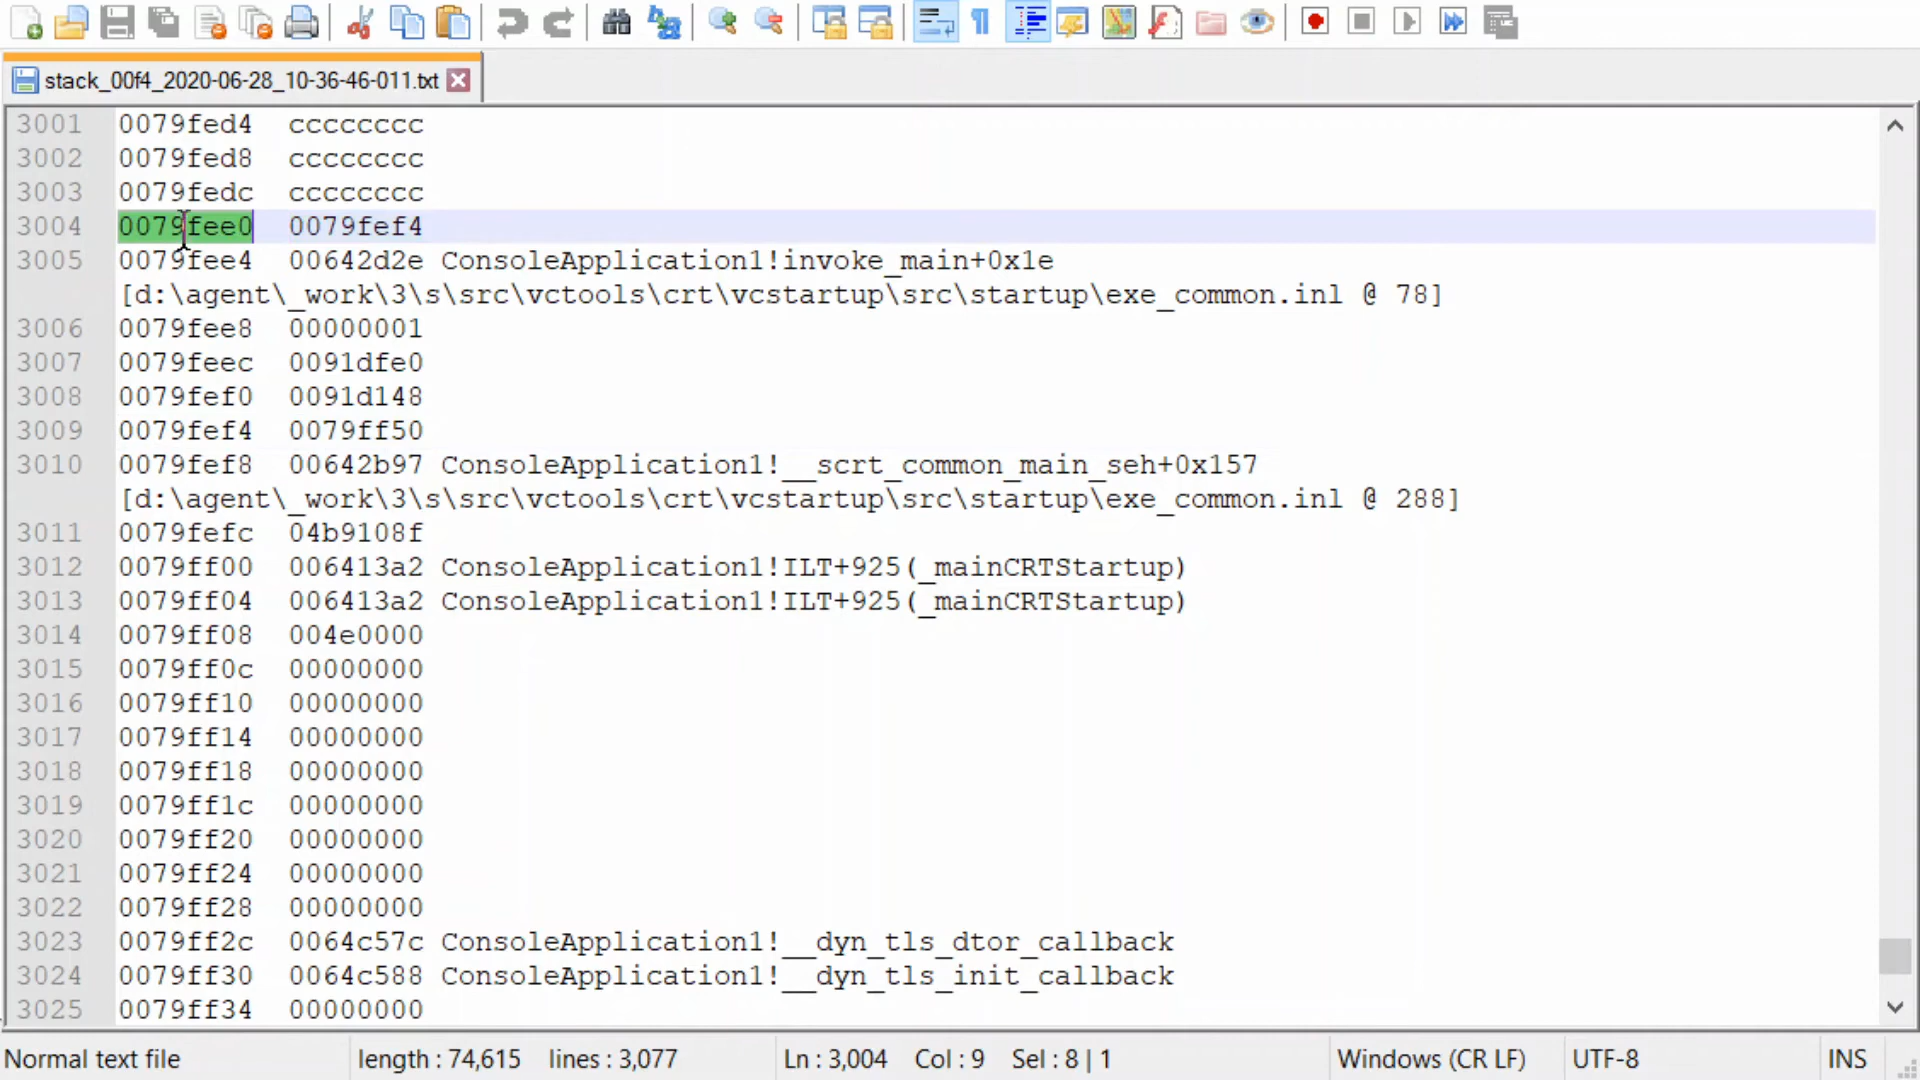 stack_00f4_2020-06-28_10-36-46-011.txt
3001 0079fed4 cccccccc
3002 0079fed8 cccccccc
3003 0079fedc cccccccc
3004 0079fee0 0079fef4
3005 0079fee4 00642d2e ConsoleApplication1!invoke_main+0x1e
[d:\agent\_work\3\s\src\vctools\crt\vcstartup\src\startup\exe_common.inl @ 78]
3006 0079fee8 00000001
3007 0079feec 0091dfe0
3008 0079fef0 0091d148
3009 0079fef4 0079ff50
3010 0079fef8 00642b97 ConsoleApplication1!__scrt_common_main_seh+0x157
[d:\agent\_work\3\s\src\vctools\crt\vcstartup\src\startup\exe_common.inl @ 288]
3011 0079fefc 04b9108f
3012 0079ff00 006413a2 ConsoleApplication1!ILT+925(_mainCRTStartup)
3013 0079ff04 006413a2 ConsoleApplication1!ILT+925(_mainCRTStartup)
3014 0079ff08 004e0000
3015 0079ff0c 00000000
3016 0079ff10 00000000
3017 0079ff14 00000000
3018 0079ff18 00000000
3019 0079ff1c 00000000
3020 0079ff20 00000000
3021 0079ff24 00000000
3022 0079ff28 00000000
3023 0079ff2c 0064c57c ConsoleApplication1!__dyn_tls_dtor_callback
3024 0079ff30 0064c588 ConsoleApplication1!__dyn_tls_init_callback
3025 0079ff34 00000000
Normal text file length : 74,615 lines : 3,077 Ln : 3,004 Col : 9 Sel : 8 | 1 Windows (CR LF) UTF-8 INS